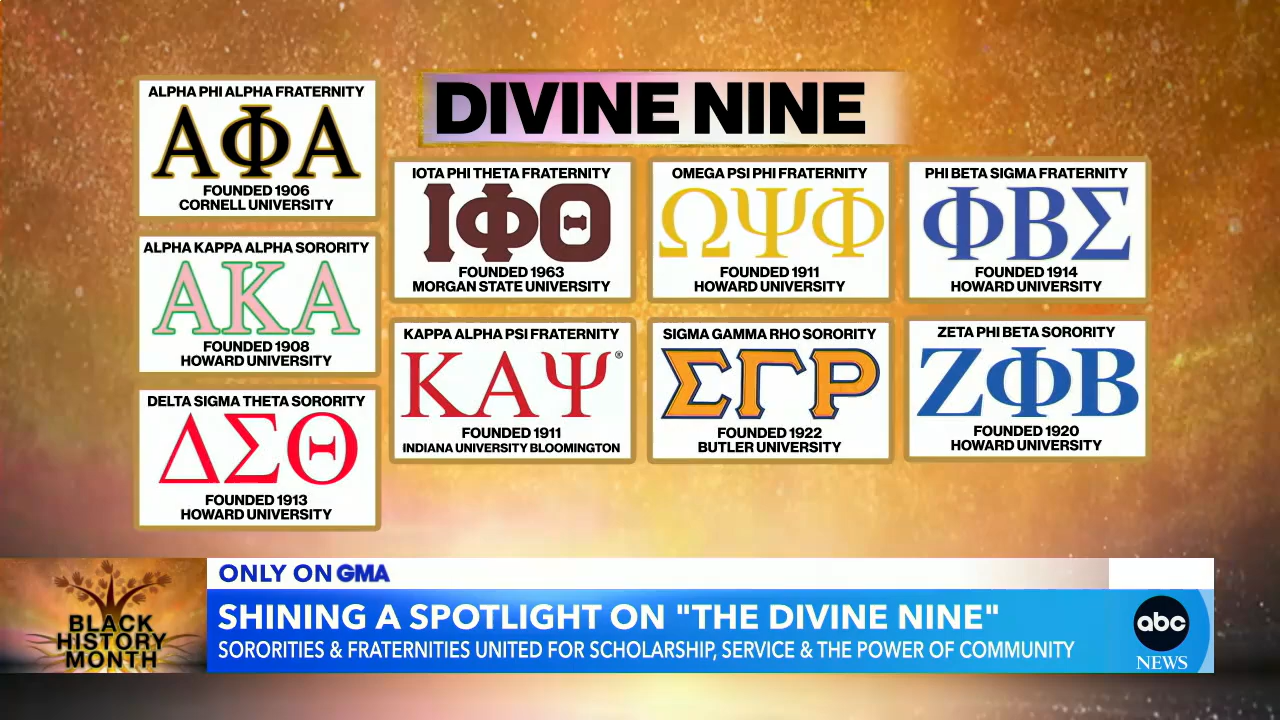 DIVINE NINE
ALPHA PHI ALPHA FRATERNITY
ΑΦΑ
FOUNDED 1906
CORNELL UNIVERSITY
ALPHA KAPPA ALPHA SORORITY
ΑΚΑ
FOUNDED 1908
HOWARD UNIVERSITY
DELTA SIGMA THETA SORORITY
ΔΣΘ
FOUNDED 1913
HOWARD UNIVERSITY
IOTA PHI THETA FRATERNITY
ΙΦΘ
FOUNDED 1963
MORGAN STATE UNIVERSITY
OMEGA PSI PHI FRATERNITY
ΩΨΦ
FOUNDED 1911
HOWARD UNIVERSITY
PHI BETA SIGMA FRATERNITY
ΦΒΣ
FOUNDED 1914
HOWARD UNIVERSITY
KAPPA ALPHA PSI FRATERNITY
ΚΑΨ®
FOUNDED 1911
INDIANA UNIVERSITY BLOOMINGTON
SIGMA GAMMA RHO SORORITY
ΣΓΡ
FOUNDED 1922
BUTLER UNIVERSITY
ZETA PHI BETA SORORITY
ΖΦΒ
FOUNDED 1920
HOWARD UNIVERSITY
BLACK
HISTORY
MONTH
ONLY ON GMA
SHINING A SPOTLIGHT ON "THE DIVINE NINE"
SORORITIES & FRATERNITIES UNITED FOR SCHOLARSHIP, SERVICE & THE POWER OF COMMUNITY
abc
NEWS